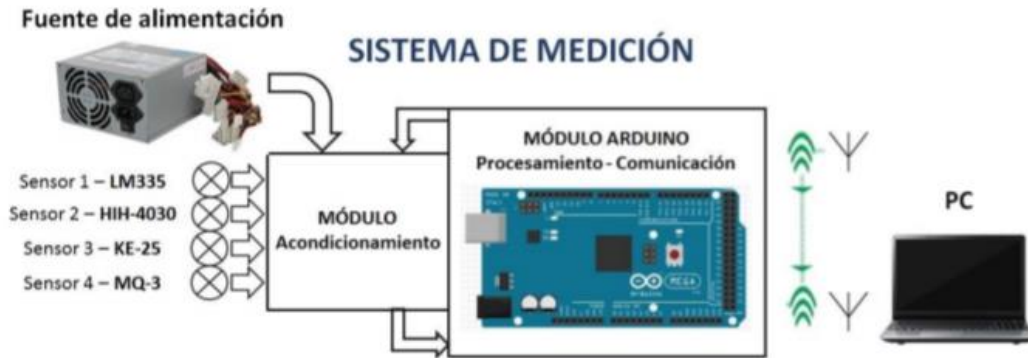 Fuente de alimentación
SISTEMA DE MEDICIÓN
MÓDULO ARDUINO
Procesamiento - Comunicación
Sensor 1 – LM335
Sensor 2 – HIH-4030
Sensor 3 – KE-25
Sensor 4 – MQ-3
MÓDULO
Acondicionamiento
PC
MEGA